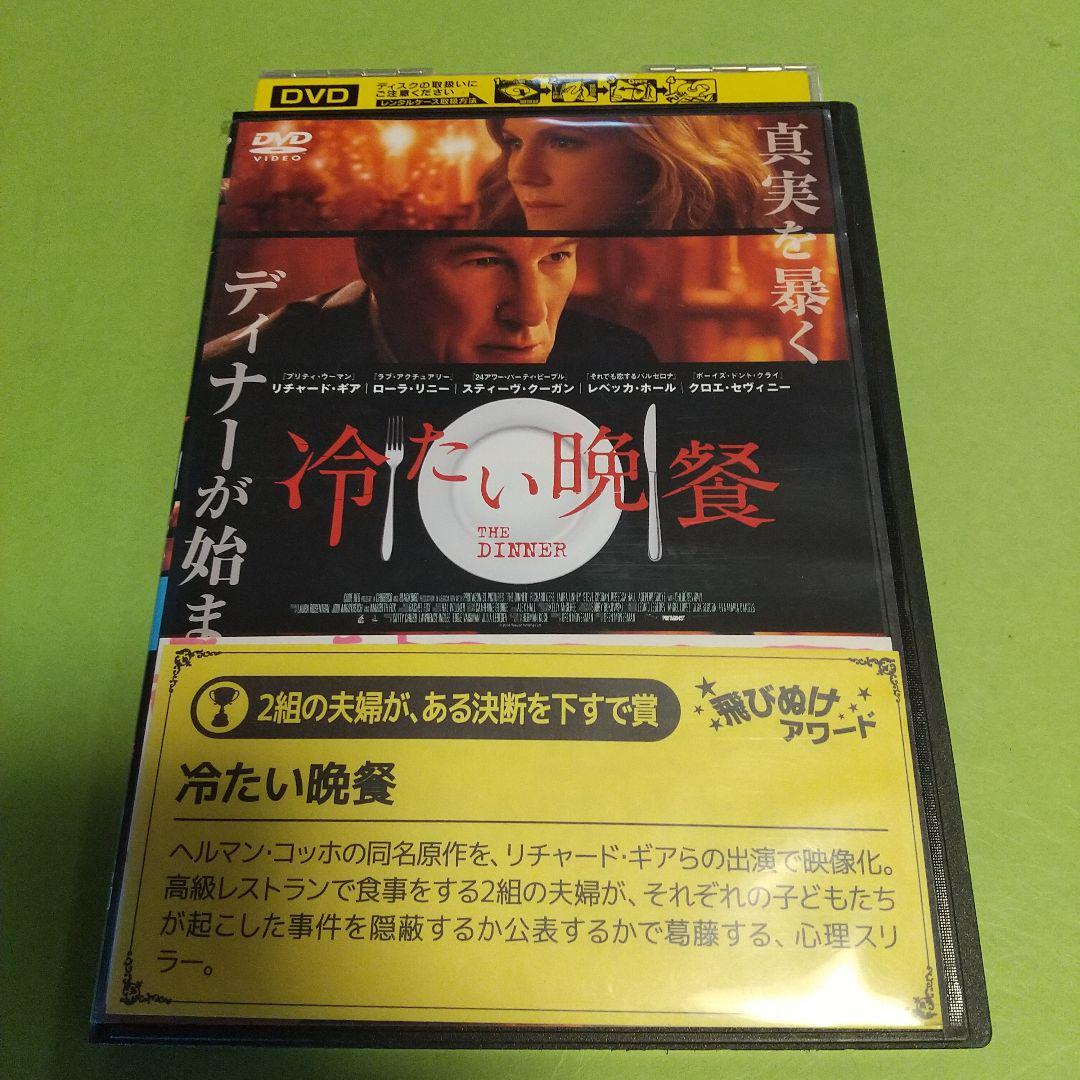 DVD
ディスクの取扱いに
ご注意ください
レンタルケース取扱方法
DVD
VIDEO
真実を暴く
ディナーが始ま
『プリティ・ウーマン』 『ラブ・アクチュアリー』 『24アワー・パーティ・ピープル』 『それでも恋するバルセロナ』 『ボーイズ・ドント・クライ』
リチャード・ギア ローラ・リニー スティーヴ・クーガン レベッカ・ホール クロエ・セヴィニー
冷たい晩餐
THE
DINNER
2組の夫婦が、ある決断を下すで賞
飛びぬけ
アワード
冷たい晩餐
ヘルマン・コッホの同名原作を、リチャード・ギアらの出演で映像化。
高級レストランで食事をする2組の夫婦が、それぞれの子どもたち
が起こした事件を隠蔽するか公表するかで葛藤する、心理スリ
ラー。